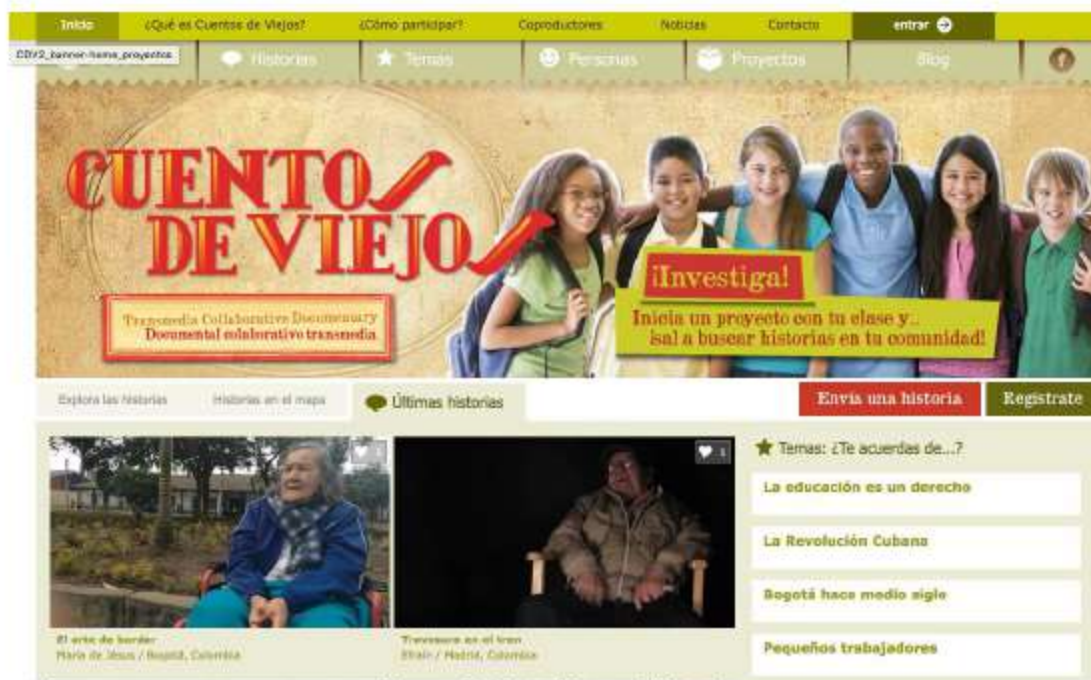 Inicio ¿Qué es Cuentos de Viejos? ¿Cómo participar? Coproductores Noticias Contacto entrar
CDV2_banner-home_proyectos Historias Temas Personas Proyectos Blog f
CUENTOS
DE VIEJOS
Transmedia Collaborative Documentary
Documental colaborativo transmedia
¡Investiga!
Inicia un proyecto con tu clase y..
sal a buscar historias en tu comunidad!
Explora las historias Historias en el mapa Últimas historias Envía una historia Regístrate
1
Temas: ¿Te acuerdas de...?
La educación es un derecho
La Revolución Cubana
Bogotá hace medio siglo
Pequeños trabajadores
El arte de bordar
María de Jesus / Bogotá, Colombia
Travesura en el tren
Efraín / Madrid, Colombia